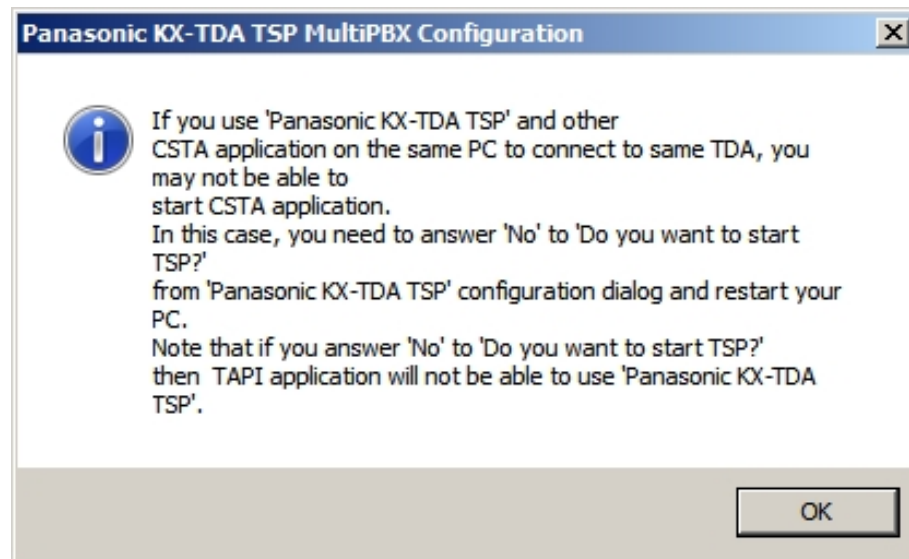 Panasonic KX-TDA TSP MultiPBX Configuration
If you use 'Panasonic KX-TDA TSP' and other
CSTA application on the same PC to connect to same TDA, you
may not be able to
start CSTA application.
In this case, you need to answer 'No' to 'Do you want to start
TSP?'
from 'Panasonic KX-TDA TSP' configuration dialog and restart your
PC.
Note that if you answer 'No' to 'Do you want to start TSP?'
then  TAPI application will not be able to use 'Panasonic KX-TDA
TSP'.
OK